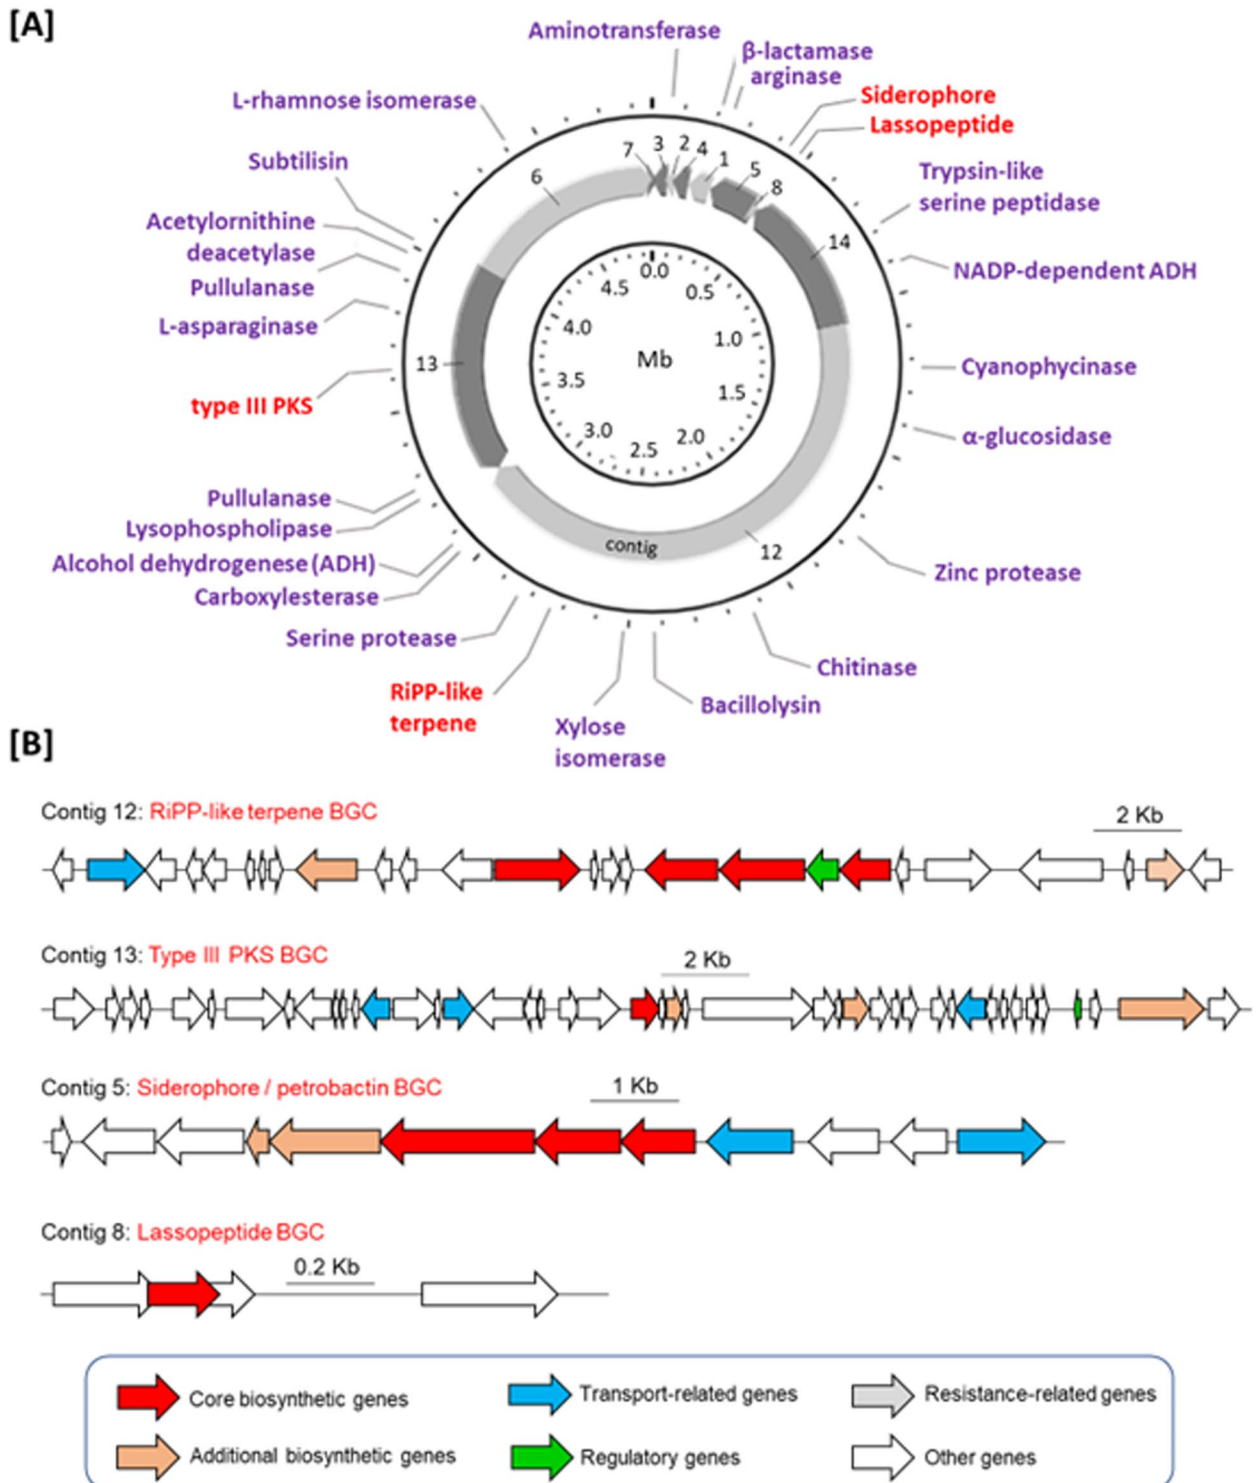 [A]
Aminotransferase
β-lactamase
arginase
Siderophore
Lassopeptide
Trypsin-like
serine peptidase
NADP-dependent ADH
Cyanophycinase
α-glucosidase
Zinc protease
Chitinase
Bacillolysin
Xylose
isomerase
RiPP-like
terpene
Serine protease
Carboxylesterase
Alcohol dehydrogenese (ADH)
Lysophospholipase
Pullulanase
type III PKS
L-asparaginase
Pullulanase
Acetylornithine
deacetylase
Subtilisin
L-rhamnose isomerase
7
3
2
4
1
5
8
14
12
contig
13
6
0.0
0.5
1.0
1.5
2.0
2.5
3.0
3.5
4.0
4.5
Mb
[B]
Contig 12: RiPP-like terpene BGC
2 Kb
Contig 13: Type III PKS BGC
2 Kb
Contig 5: Siderophore / petrobactin BGC
1 Kb
Contig 8: Lassopeptide BGC
0.2 Kb
Core biosynthetic genes
Transport-related genes
Resistance-related genes
Additional biosynthetic genes
Regulatory genes
Other genes